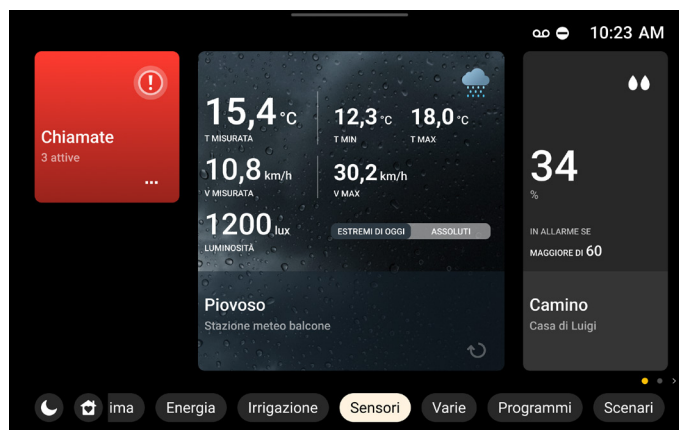 10:23 AM
Chiamate
3 attive
15,4 °C
T MISURATA
12,3 °C
T MIN
18,0 °C
T MAX
10,8 km/h
V MISURATA
30,2 km/h
V MAX
1200 lux
LUMINOSITÀ
ESTREMI DI OGGI ASSOLUTI
Piovoso
Stazione meteo balcone
34
%
IN ALLARME SE
MAGGIORE DI 60
Camino
Casa di Luigi
ima Energia Irrigazione Sensori Varie Programmi Scenari